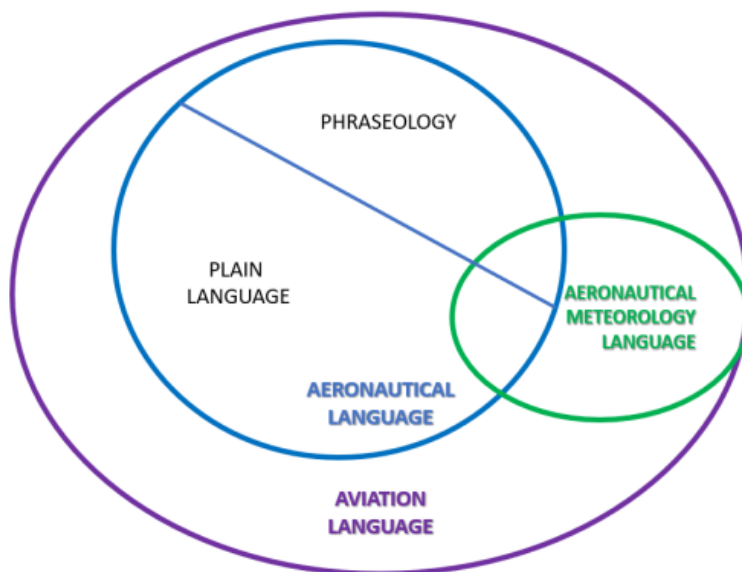 PHRASEOLOGY
PLAIN
LANGUAGE
AERONAUTICAL
METEOROLOGY
LANGUAGE
AERONAUTICAL
LANGUAGE
AVIATION
LANGUAGE